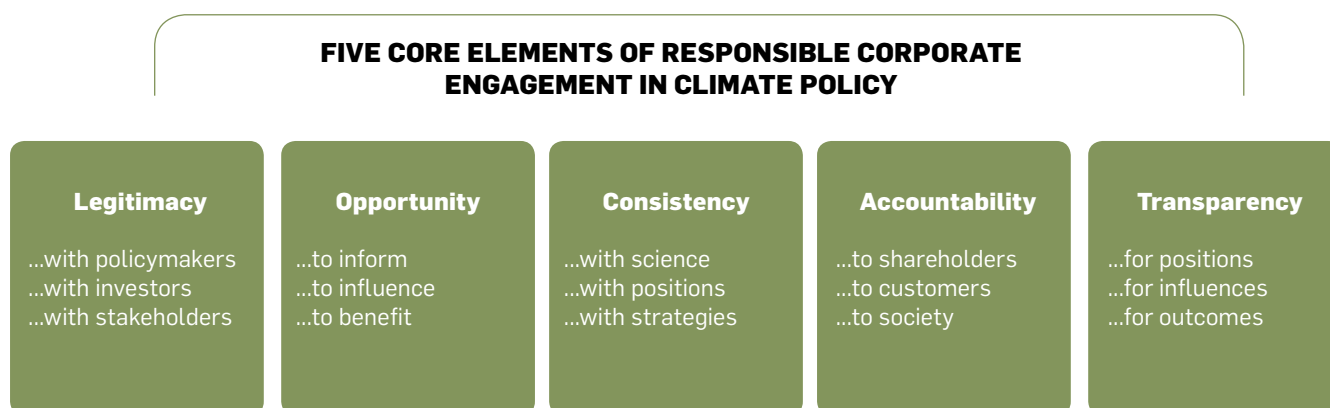 FIVE CORE ELEMENTS OF RESPONSIBLE CORPORATE
ENGAGEMENT IN CLIMATE POLICY
Legitimacy
...with policymakers
...with investors
...with stakeholders
Opportunity
...to inform
...to influence
...to benefit
Consistency
...with science
...with positions
...with strategies
Accountability
...to shareholders
...to customers
...to society
Transparency
...for positions
...for influences
...for outcomes